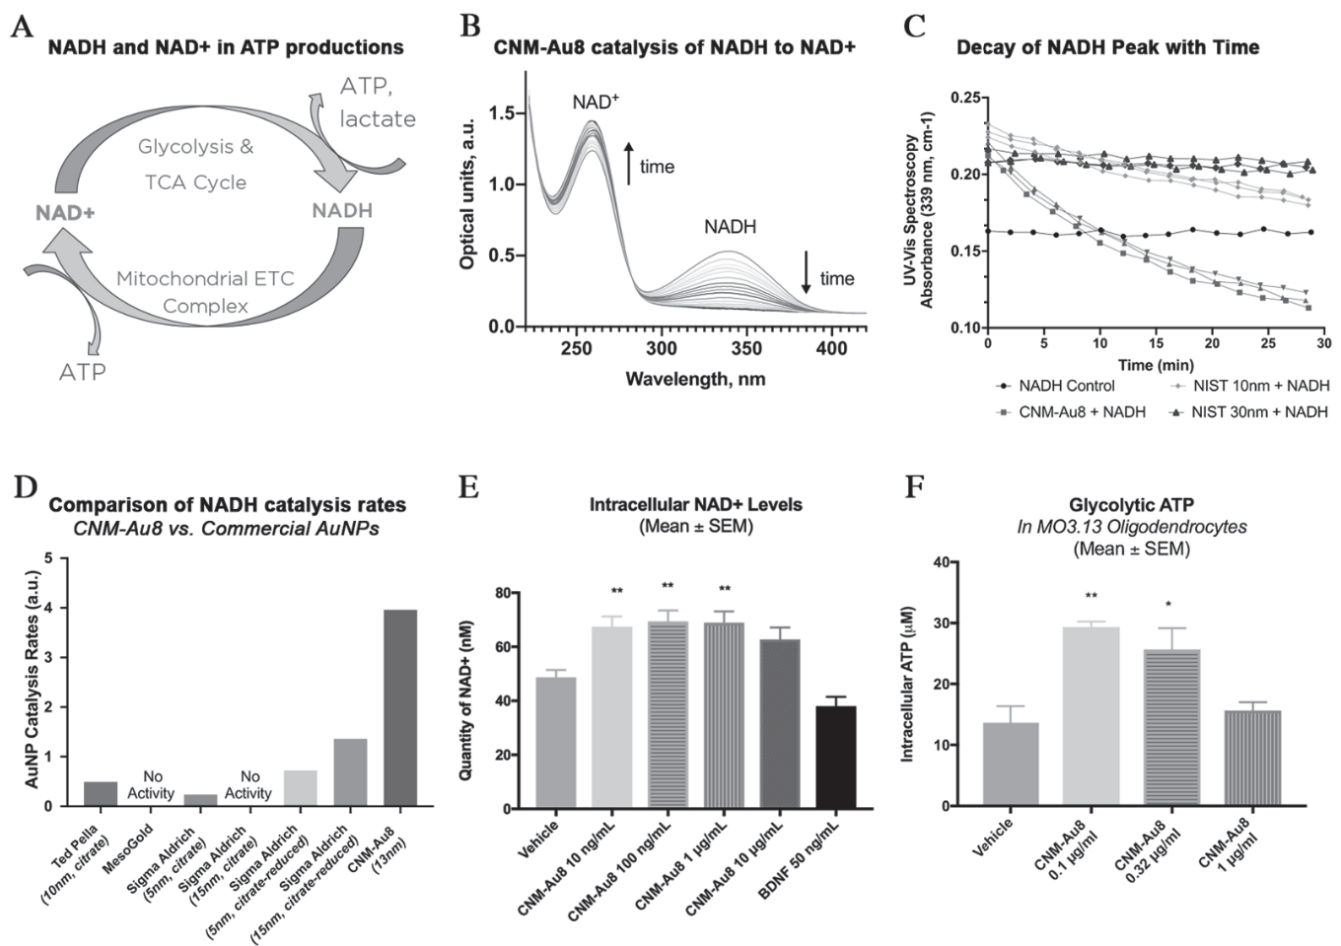 A
NADH and NAD+ in ATP productions
ATP,
lactate
Glycolysis &
TCA Cycle
NAD+
NADH
Mitochondrial ETC
Complex
ATP
B
CNM-Au8 catalysis of NADH to NAD+
Optical units, a.u.
1.5
1.0
0.5
0.0
NAD+
time
NADH
time
250
300
350
400
Wavelength, nm
C
Decay of NADH Peak with Time
UV-Vis Spectroscopy
Absorbance (339 nm, cm-1)
0.25
0.20
0.15
0.10
0
5
10
15
20
25
30
Time (min)
NADH Control
NIST 10nm + NADH
CNM-Au8 + NADH
NIST 30nm + NADH
D
Comparison of NADH catalysis rates
CNM-Au8 vs. Commercial AuNPs
AuNP Catalysis Rates (a.u.)
5
4
3
2
1
0
No
Activity
No
Activity
Ted Pella
(10nm, citrate)
MesoGold
Sigma Aldrich
(5nm, citrate)
Sigma Aldrich
(15nm, citrate)
Sigma Aldrich
(5nm, citrate-reduced)
Sigma Aldrich
(15nm, citrate-reduced)
CNM-Au8
(13nm)
E
Intracellular NAD+ Levels
(Mean ± SEM)
Quantity of NAD+ (nM)
80
60
40
20
0
**
**
**
Vehicle
CNM-Au8 10 ng/mL
CNM-Au8 100 ng/mL
CNM-Au8 1 µg/mL
CNM-Au8 10 µg/mL
BDNF 50 ng/mL
F
Glycolytic ATP
In MO3.13 Oligodendrocytes
(Mean ± SEM)
Intracellular ATP (µM)
40
30
20
10
0
**
*
Vehicle
CNM-Au8
0.1 µg/ml
CNM-Au8
0.32 µg/ml
CNM-Au8
1 µg/ml